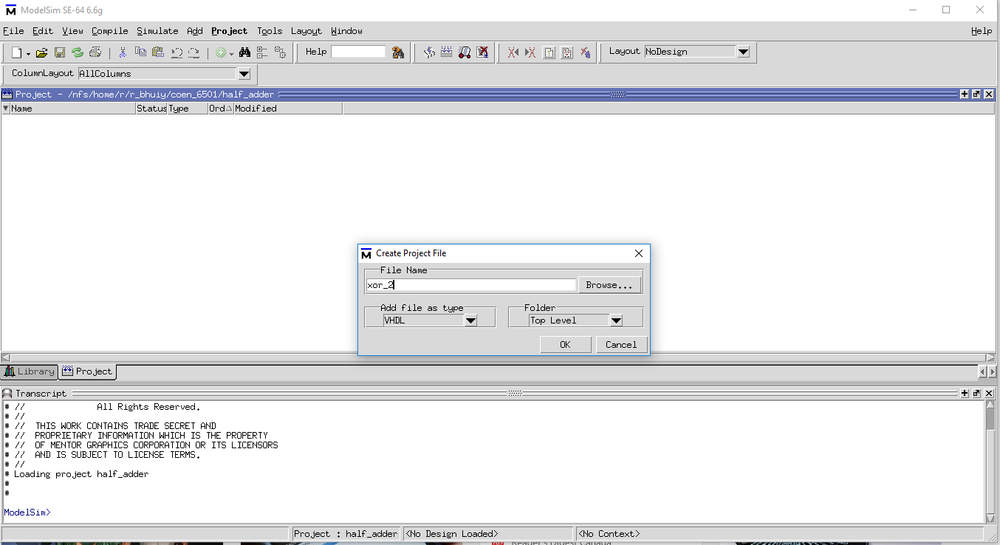 ModelSim SE-64 6.6g
File Edit View Compile Simulate Add Project Tools Layout Window Help
Help Layout NoDesign
ColumnLayout AllColumns
Project - /nfs/home/r/r_bhuiy/coen_6501/half_adder
Name Status Type Ord Modified
Create Project File
File Name
xor_2 Browse...
Add file as type Folder
VHDL Top Level
OK Cancel
Library Project
Transcript
# // All Rights Reserved.
# //
# // THIS WORK CONTAINS TRADE SECRET AND
# // PROPRIETARY INFORMATION WHICH IS THE PROPERTY
# // OF MENTOR GRAPHICS CORPORATION OR ITS LICENSORS
# // AND IS SUBJECT TO LICENSE TERMS.
# //
# Loading project half_adder
#
#
ModelSim>
Project : half_adder <No Design Loaded> <No Context>
Reader's Digest Canada